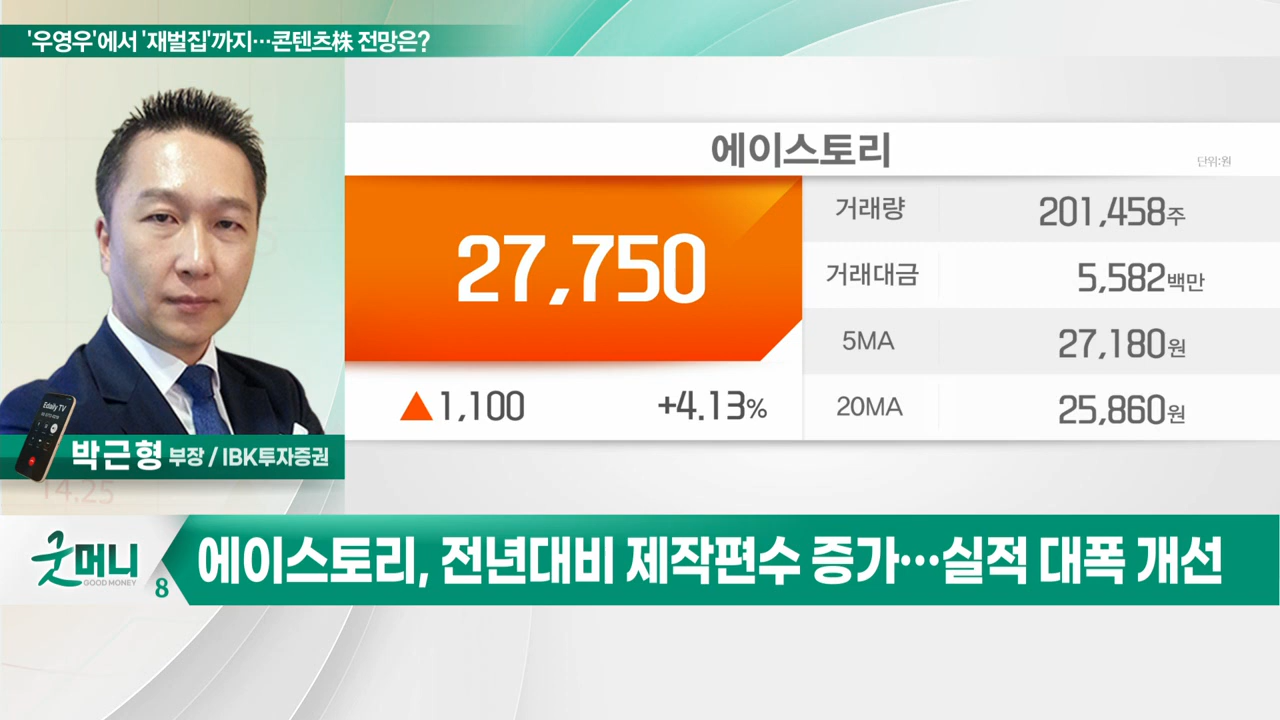 '우영우'에서 '재벌집'까지…콘텐츠株 전망은?
에이스토리
단위:원
27,750
▲1,100 +4.13%
거래량 201,458주
거래대금 5,582백만
5MA 27,180원
20MA 25,860원
Edaily TV
박근형 부장 / IBK투자증권
14.25
굿머니
GOOD MONEY
8
에이스토리, 전년대비 제작편수 증가…실적 대폭 개선